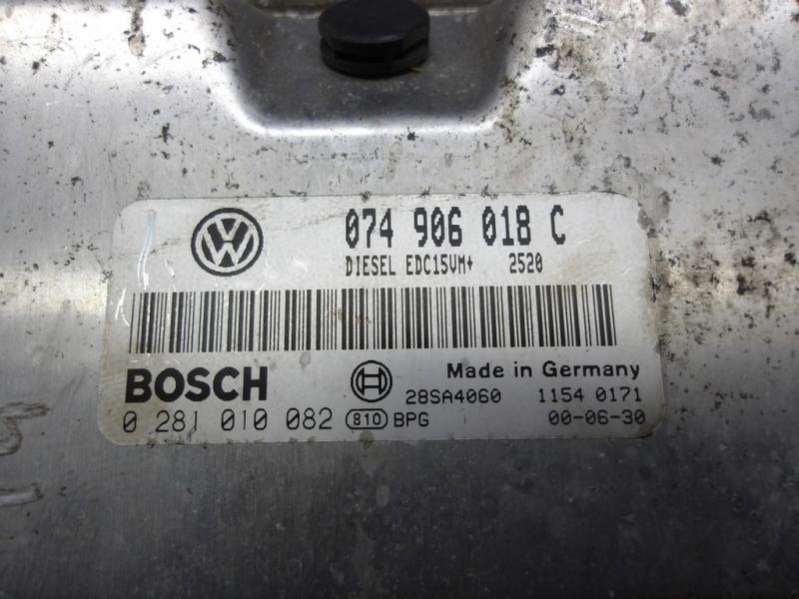 074 906 018 C
DIESEL EDC15VM+ 2520
Made in Germany
BOSCH
28SA4060 1154 0171
0 281 010 082 810 BPG 00-06-30